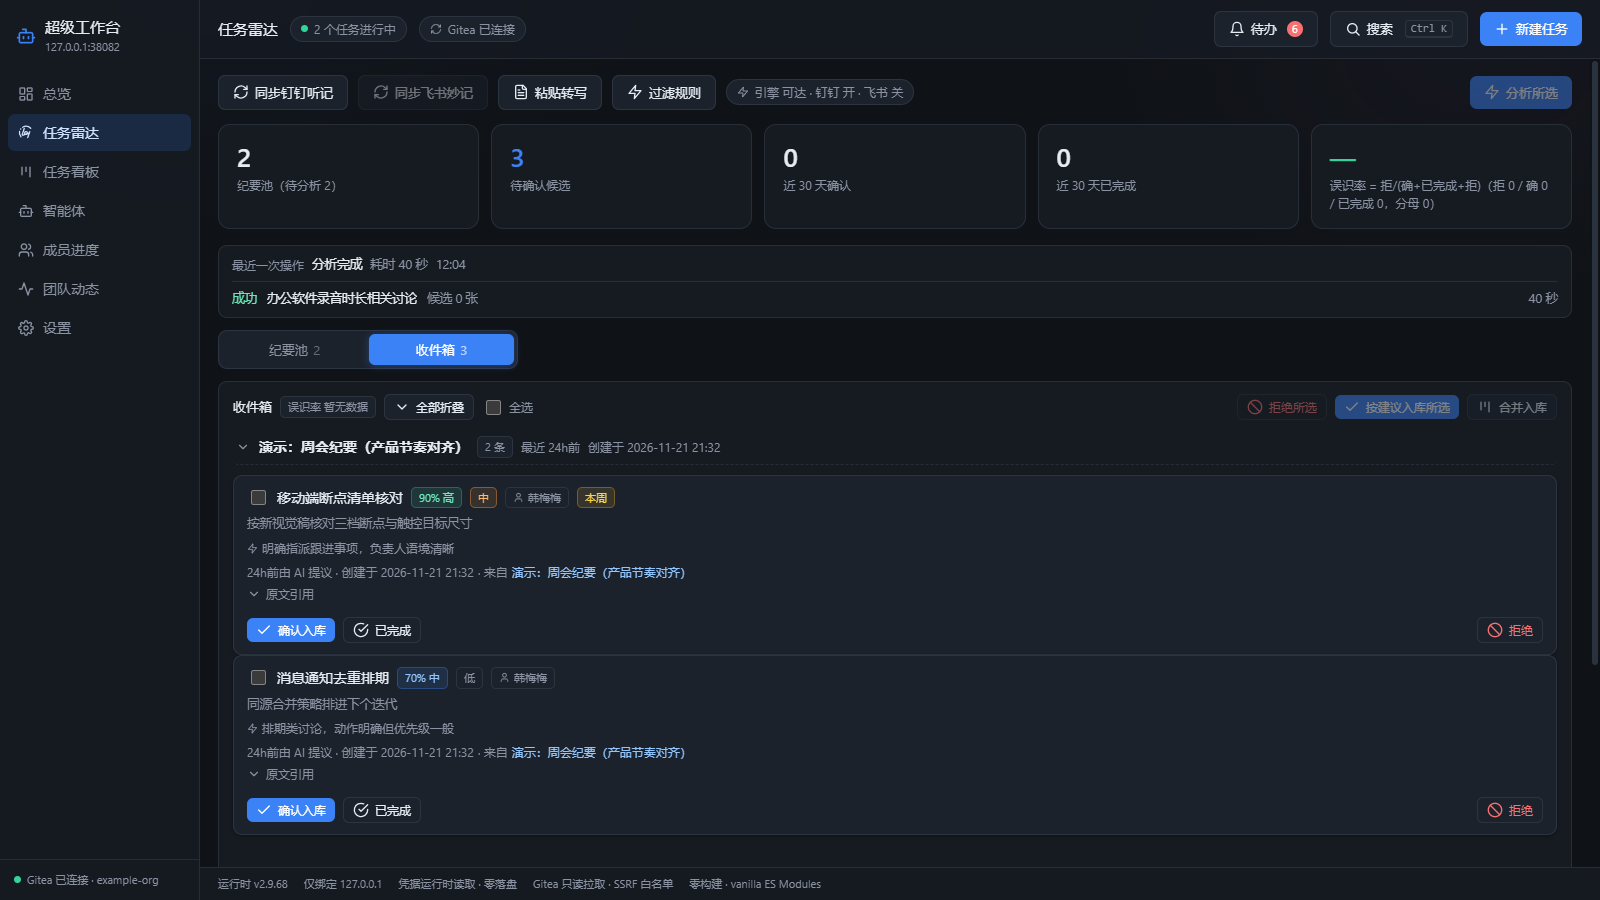 超级工作台
127.0.0.1:38082
总览
任务雷达
任务看板
智能体
成员进度
团队动态
设置
Gitea 已连接 · example-org
任务雷达
2 个任务进行中
Gitea 已连接
待办 6
搜索 Ctrl K
新建任务
同步钉钉听记
同步飞书妙记
粘贴转写
过滤规则
引擎 可达 · 钉钉 开 · 飞书 关
分析所选
2
纪要池（待分析 2）
3
待确认候选
0
近 30 天确认
0
近 30 天已完成
—
误识率 = 拒/(确+已完成+拒)（拒 0 / 确 0
/ 已完成 0，分母 0）
最近一次操作 分析完成 耗时 40 秒 12:04
成功 办公软件录音时长相关讨论 候选 0 张 40 秒
纪要池 2
收件箱 3
收件箱 误识率 暂无数据 全部折叠 全选 拒绝所选 按建议入库所选 合并入库
演示：周会纪要（产品节奏对齐） 2 条 最近 24h前 创建于 2026-11-21 21:32
移动端断点清单核对 90% 高 中 韩梅梅 本周
按新视觉稿核对三档断点与触控目标尺寸
明确指派跟进事项，负责人语境清晰
24h前由 AI 提议 · 创建于 2026-11-21 21:32 · 来自 演示：周会纪要（产品节奏对齐）
原文引用
确认入库 已完成 拒绝
消息通知去重排期 70% 中 低 韩梅梅
同源合并策略排进下个迭代
排期类讨论，动作明确但优先级一般
24h前由 AI 提议 · 创建于 2026-11-21 21:32 · 来自 演示：周会纪要（产品节奏对齐）
原文引用
确认入库 已完成 拒绝
运行时 v2.9.68 仅绑定 127.0.0.1 凭据运行时读取 · 零落盘 Gitea 只读拉取 · SSRF 白名单 零构建 · vanilla ES Modules